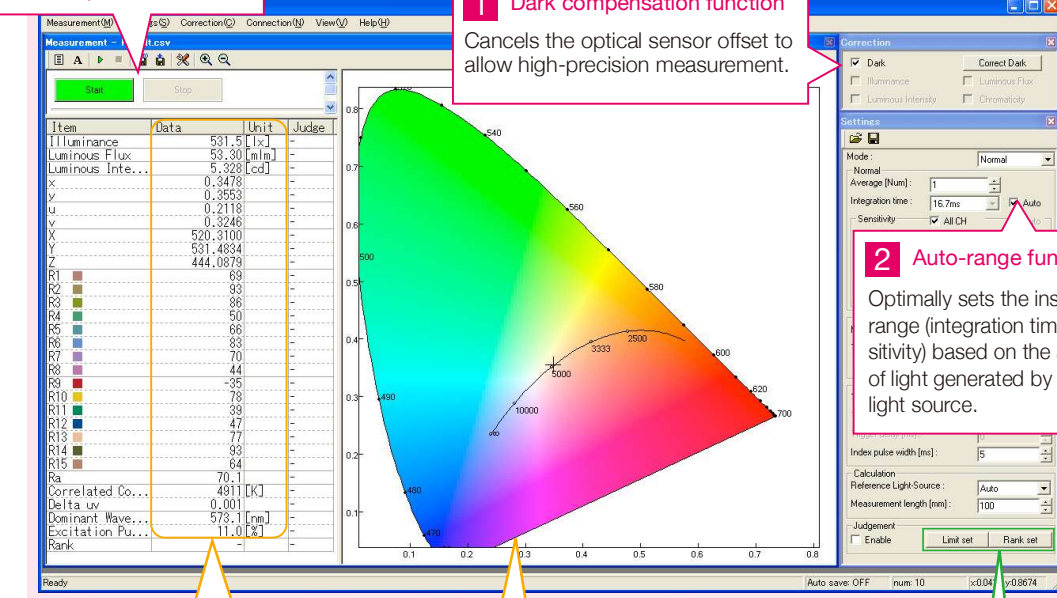 1 Dark compensation function
Cancels the optical sensor offset to
allow high-precision measurement.
Measurement(M) s(S) Correction(C) Connection(N) View(V) Help(H)
Measurement - it.csv
A
Start Stop
Item Data Unit Judge
Illuminance 531.5 [lx] -
Luminous Flux 53.30 [mlm] -
Luminous Inte... 5.328 [cd] -
x 0.3478 -
y 0.3553 -
u 0.2118 -
v 0.3246 -
X 520.3100 -
Y 531.4834 -
Z 444.0879 -
R1 69 -
R2 93 -
R3 86 -
R4 50 -
R5 66 -
R6 83 -
R7 70 -
R8 44 -
R9 -35 -
R10 78 -
R11 39 -
R12 47 -
R13 77 -
R14 93 -
R15 64 -
Ra 70.1 -
Correlated Co... 4911 [K] -
Delta uv 0.001 -
Dominant Wave... 573.1 [nm] -
Excitation Pu... 11.0 [%] -
Rank - -
0.8
0.7
0.6
0.5
0.4
0.3
0.2
0.1
540
560
500
580
2500
3333
600
5000
620
490
10000
700
480
470
0.1 0.2 0.3 0.4 0.5 0.6 0.7 0.8
Correction
Dark Correct Dark
Illuminance Luminous Flux
Luminous Intensity Chromaticity
Settings
Mode : Normal
Normal
Average [Num] : 1
Integration time : 16.7ms Auto
Sensitivity All CH
2 Auto-range fun
Optimally sets the ins
range (integration tim
sitivity) based on the
of light generated by
light source.
Index pulse width [ms] : 5
Calculation
Reference Light-Source : Auto
Measurement length [mm] : 100
Judgement
Enable Limit set Rank set
Ready Auto save: OFF num: 10 x:0.04 y:0.8674